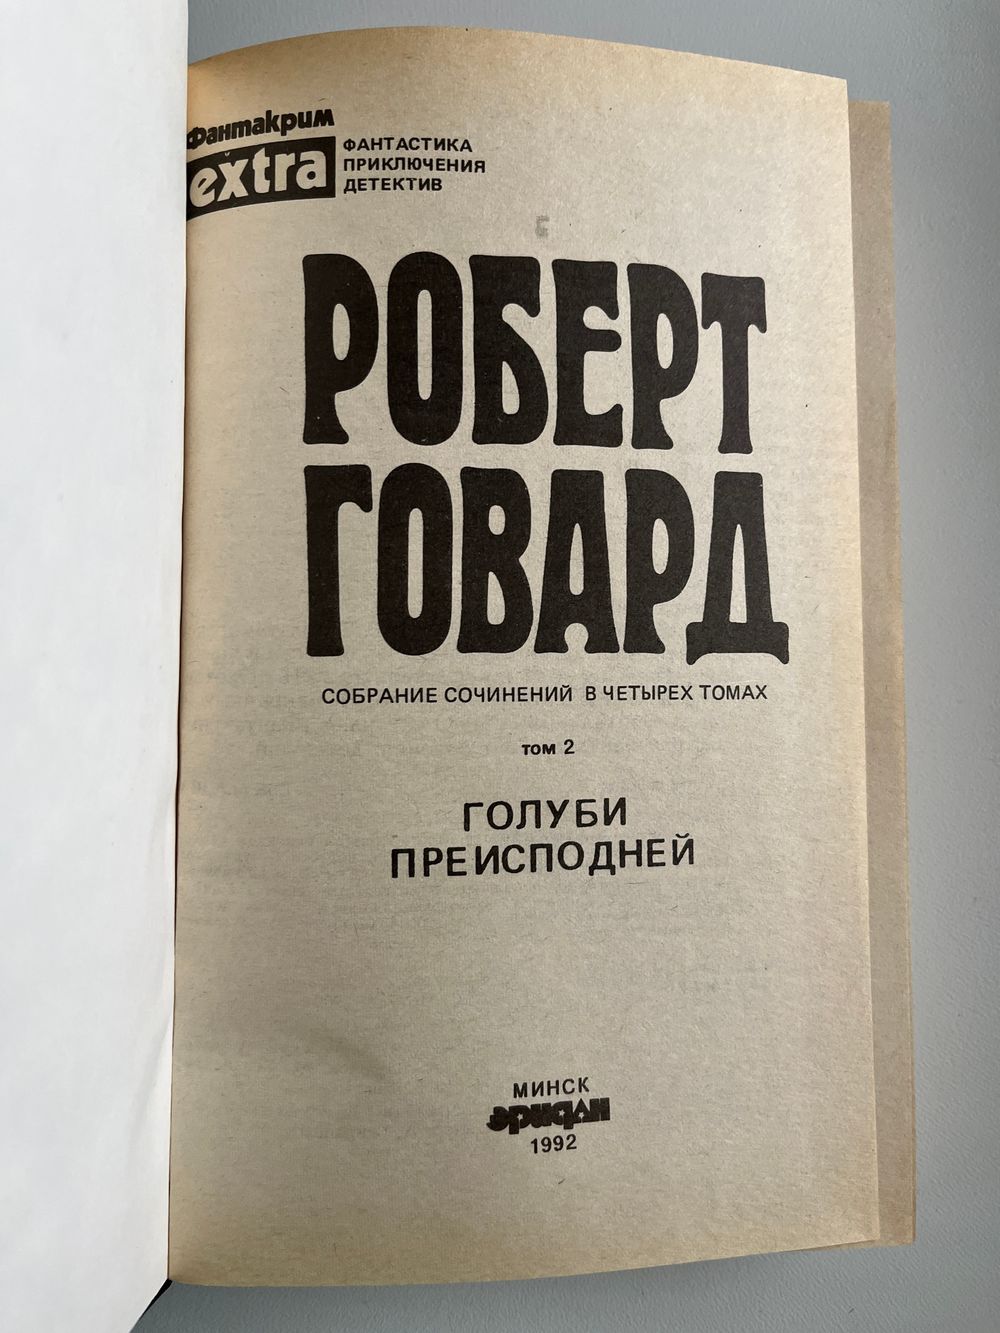 Фантакрим
extra
ФАНТАСТИКА
ПРИКЛЮЧЕНИЯ
ДЕТЕКТИВ
РОБЕРТ
ГОВАРД
СОБРАНИЕ СОЧИНЕНИЙ В ЧЕТЫРЕХ ТОМАХ
том 2
ГОЛУБИ
ПРЕИСПОДНЕЙ
МИНСК
эридан
1992